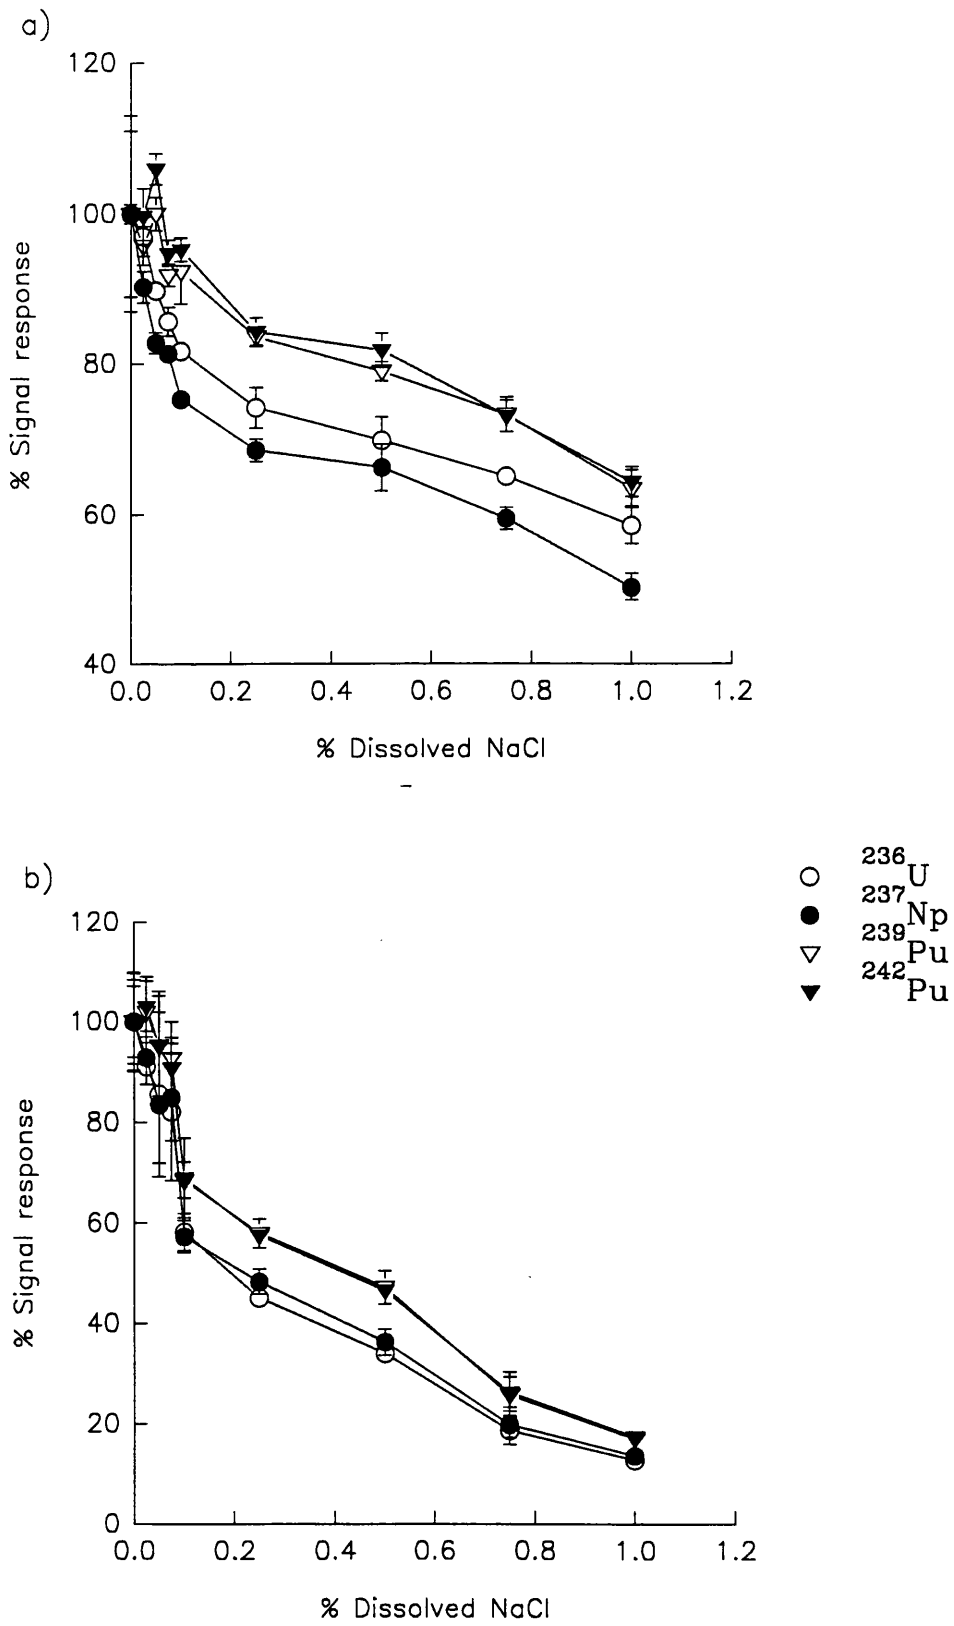 a)
120
100
80
60
40
% Signal response
0.0 0.2 0.4 0.6 0.8 1.0 1.2
% Dissolved NaCl
b)
120
100
80
60
40
20
0
% Signal response
0.0 0.2 0.4 0.6 0.8 1.0 1.2
% Dissolved NaCl
236U
237Np
239Pu
242Pu